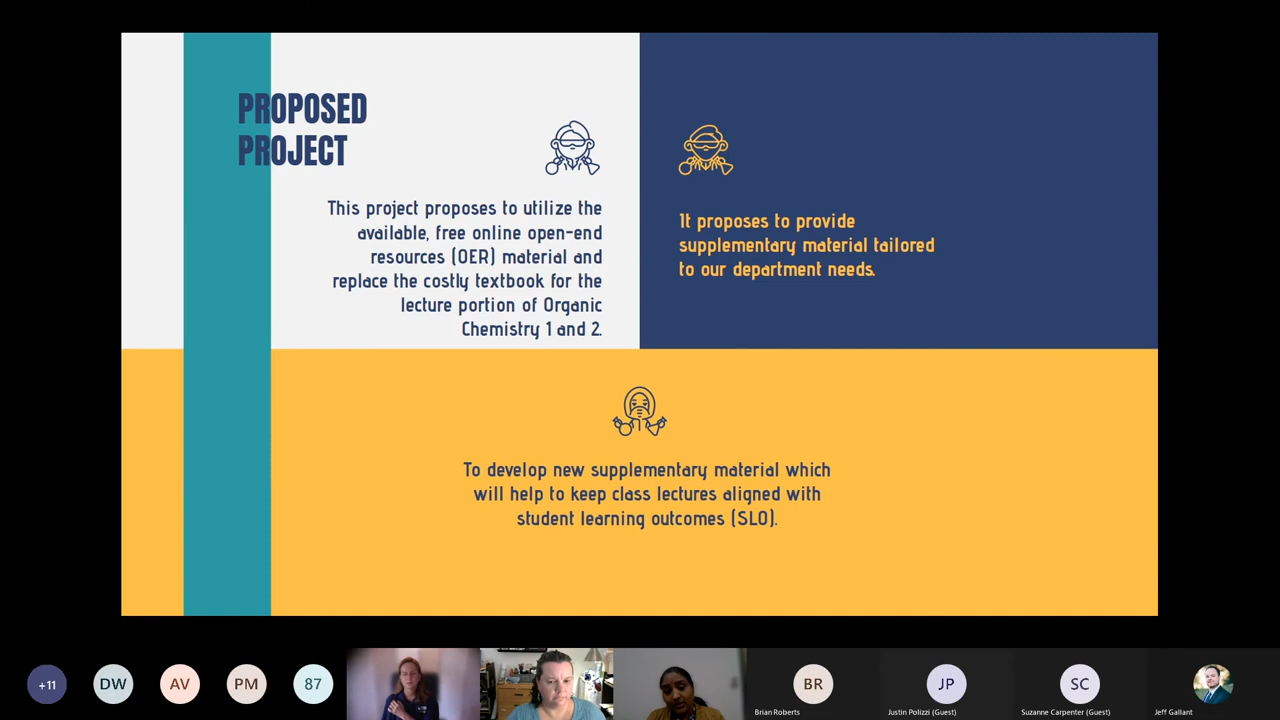 PROPOSED
PROJECT
This project proposes to utilize the
available, free online open-end
resources (OER) material and
replace the costly textbook for the
lecture portion of Organic
Chemistry 1 and 2.
It proposes to provide
supplementary material tailored
to our department needs.
To develop new supplementary material which
will help to keep class lectures aligned with
student learning outcomes (SLO).
+11
DW
AV
PM
87
BR
Brian Roberts
JP
Justin Polizzi (Guest)
SC
Suzanne Carpenter (Guest)
Jeff Gallant